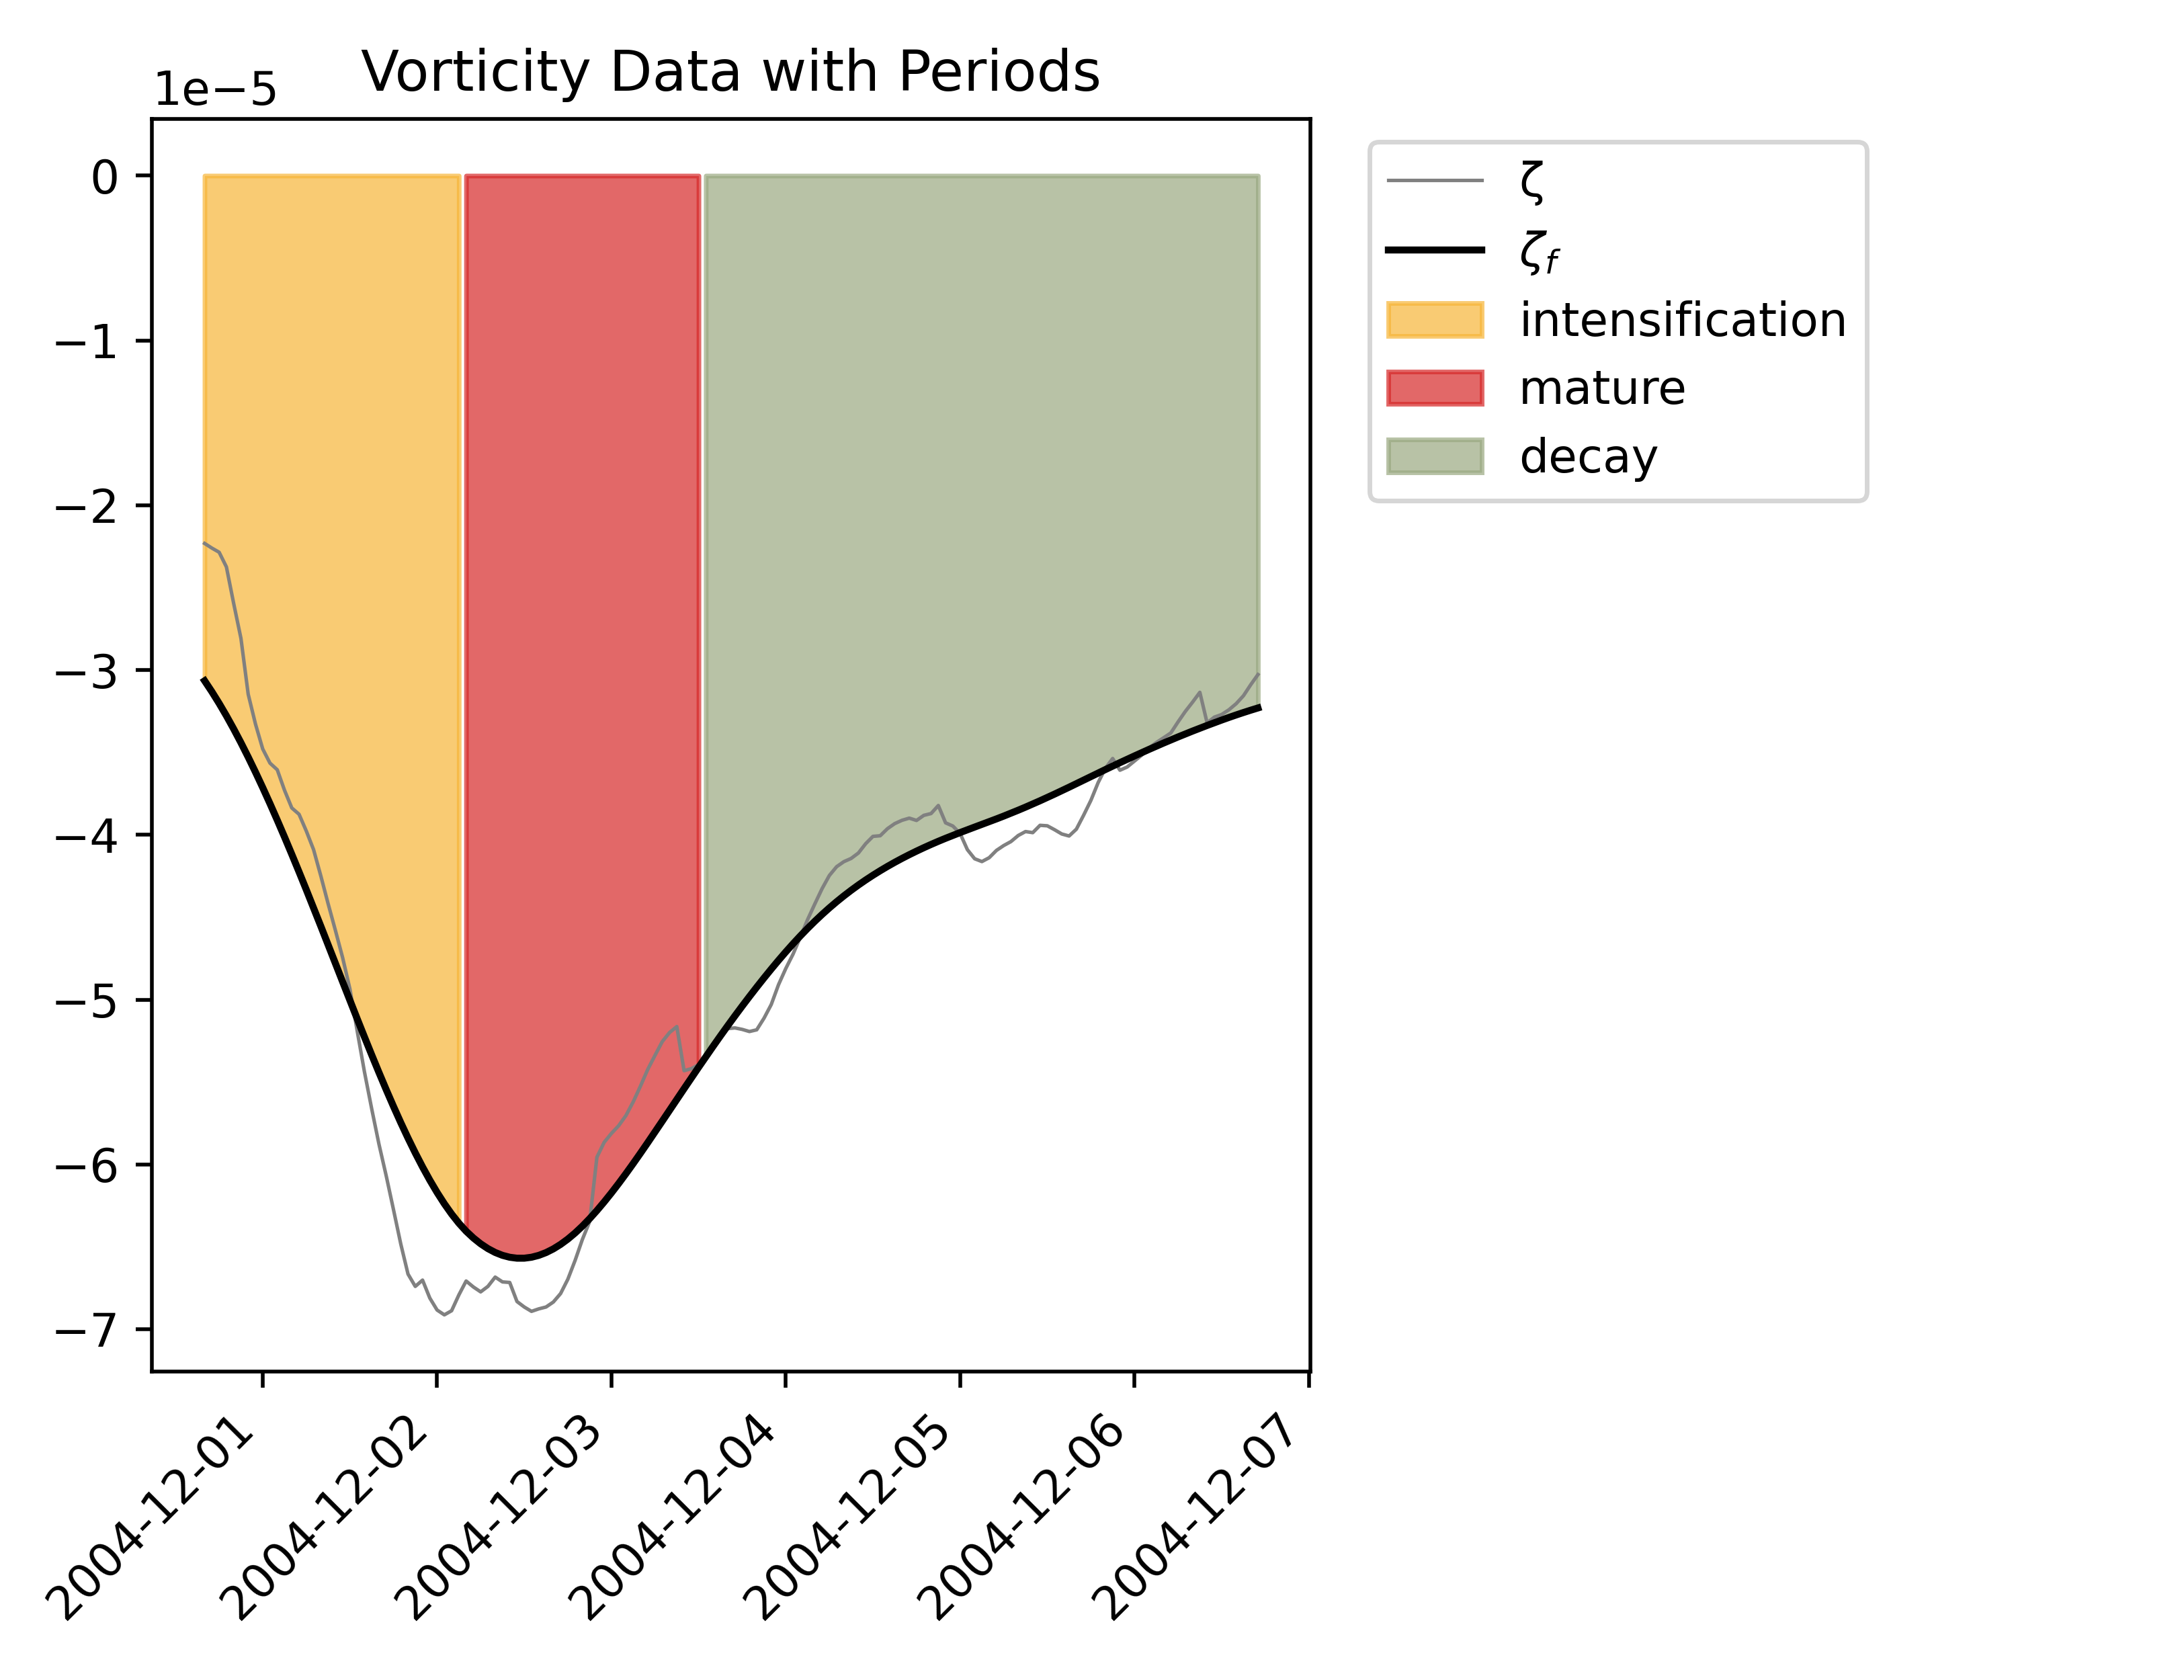 Vorticity Data with Periods
1e−5
0
−1
−2
−3
−4
−5
−6
−7
2004-12-01
2004-12-02
2004-12-03
2004-12-04
2004-12-05
2004-12-06
2004-12-07
ζ
ζf
intensification
mature
decay